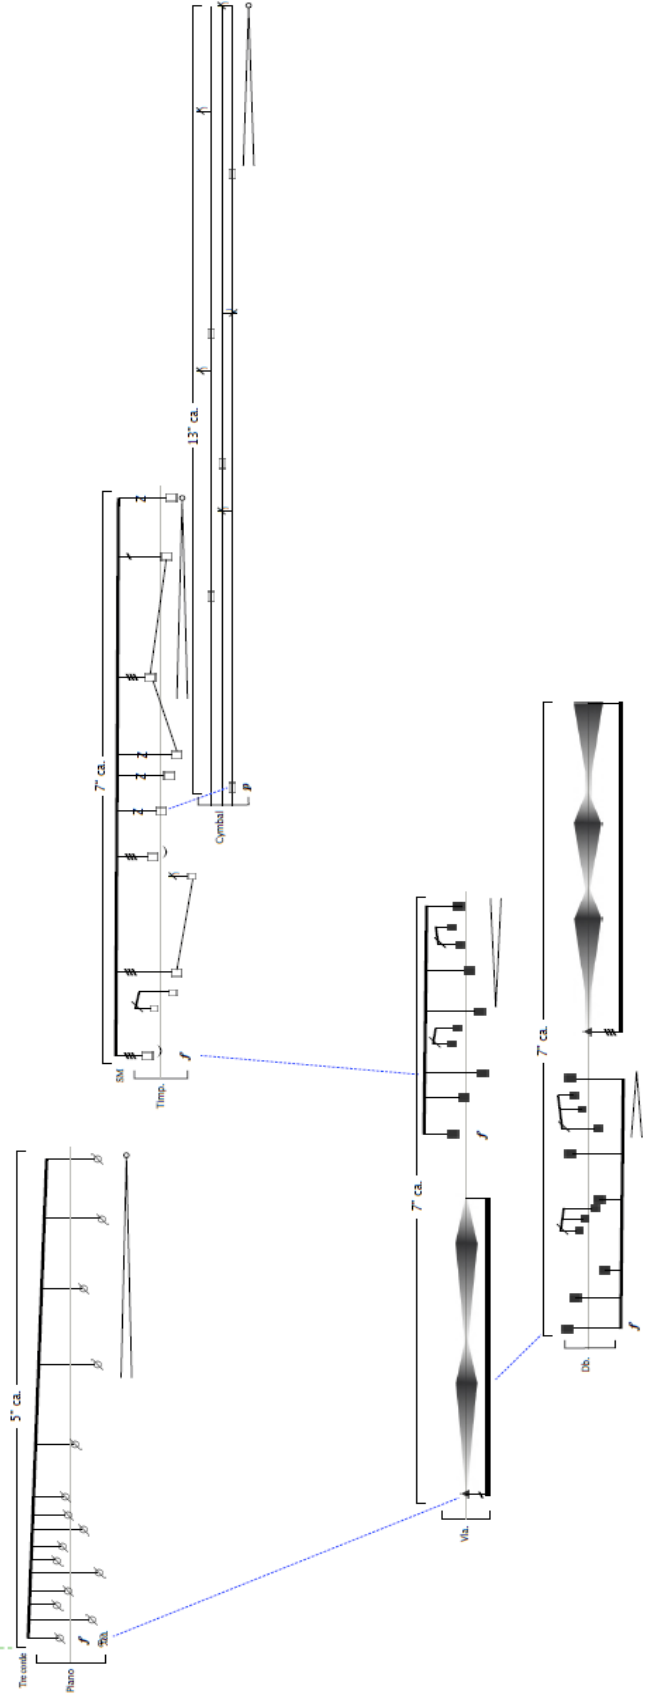 Tre corde
5" ca.
Piano
f
SM
7" ca.
Timp.
f
13" ca.
Cymbal
p
7" ca.
Vla.
f
7" ca.
Db.
f